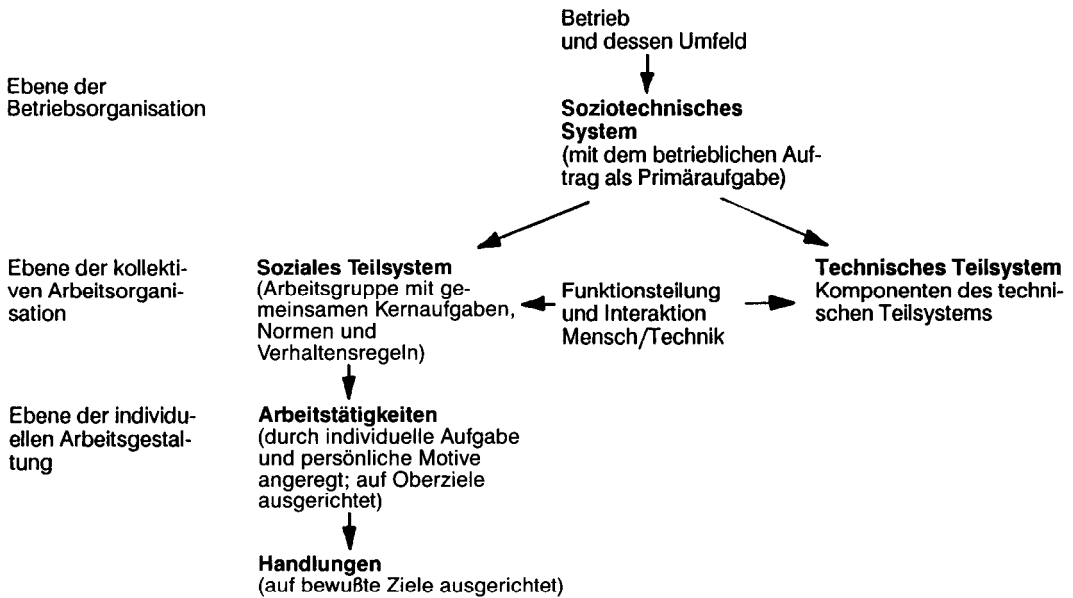 Betrieb
und dessen Umfeld
Ebene der
Betriebsorganisation
Soziotechnisches
System
(mit dem betrieblichen Auf-
trag als Primäraufgabe)
Ebene der kollekti-
ven Arbeitsorgani-
sation
Soziales Teilsystem
(Arbeitsgruppe mit ge-
meinsamen Kernaufgaben,
Normen und
Verhaltensregeln)
Funktionsteilung
und Interaktion
Mensch/Technik
Technisches Teilsystem
Komponenten des techni-
schen Teilsystems
Ebene der individu-
ellen Arbeitsgestal-
tung
Arbeitstätigkeiten
(durch individuelle Aufgabe
und persönliche Motive
angeregt; auf Oberziele
ausgerichtet)
Handlungen
(auf bewußte Ziele ausgerichtet)